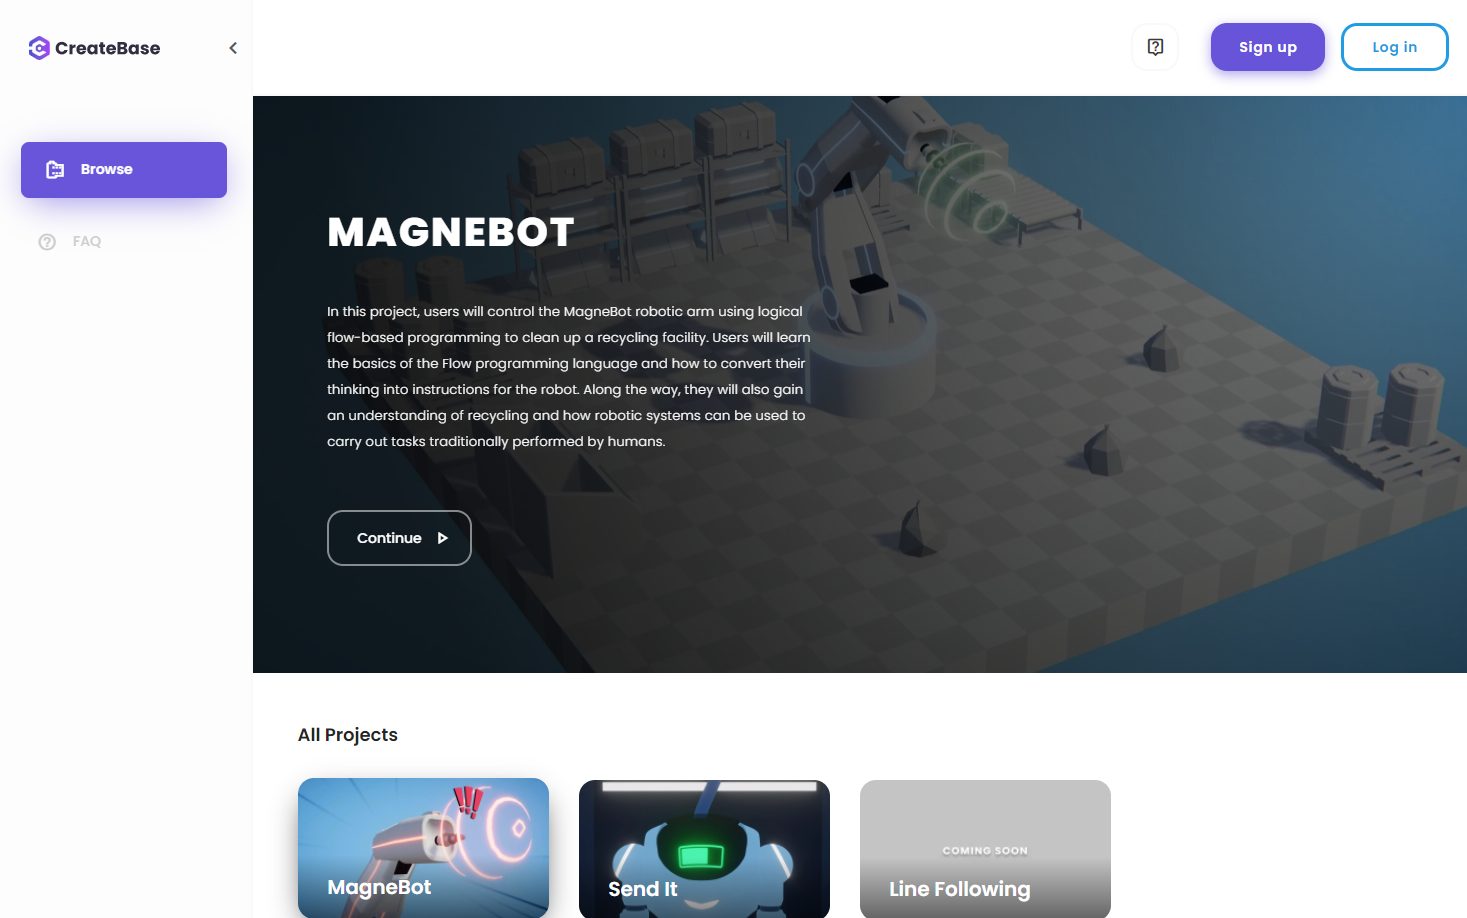 CreateBase
Sign up
Log in
Browse
FAQ
MAGNEBOT
In this project, users will control the MagneBot robotic arm using logical
flow-based programming to clean up a recycling facility. Users will learn
the basics of the Flow programming language and how to convert their
thinking into instructions for the robot. Along the way, they will also gain
an understanding of recycling and how robotic systems can be used to
carry out tasks traditionally performed by humans.
Continue
All Projects
!!!
MagneBot
Send It
COMING SOON
Line Following